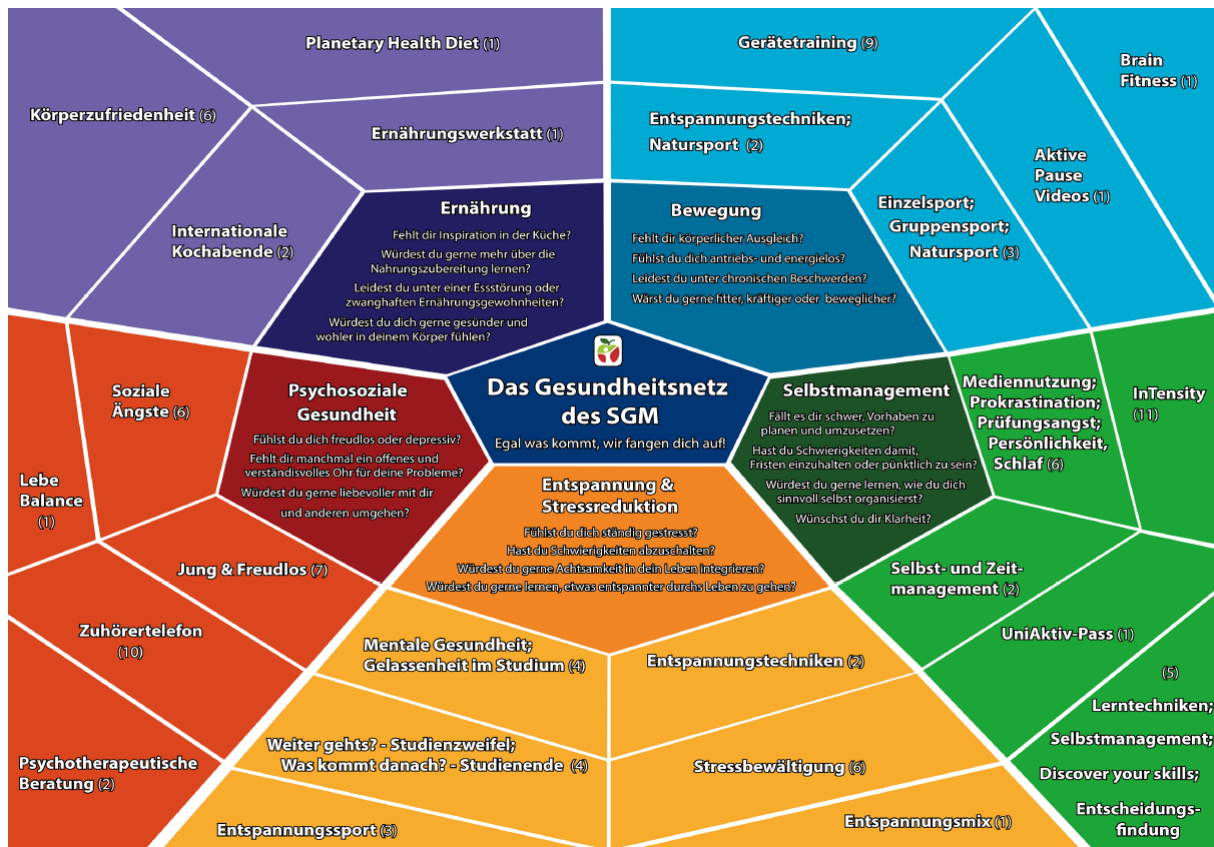 Planetary Health Diet (1)
Körperzufriedenheit (6)
Ernährungswerkstatt (1)
Internationale
Kochabende (2)
Ernährung
Fehlt dir Inspiration in der Küche?
Würdest du gerne mehr über die
Nahrungszubereitung lernen?
Leidest du unter einer Essstörung oder
zwanghaften Ernährungsgewohnheiten?
Würdest du dich gerne gesünder und
wohler in deinem Körper fühlen?
Gerätetraining (9)
Brain
Fitness (1)
Entspannungstechniken;
Natursport (2)
Aktive
Pause
Videos (1)
Einzelsport;
Gruppensport;
Natursport (3)
Bewegung
Fehlt dir körperlicher Ausgleich?
Fühlst du dich antriebs- und energielos?
Leidest du unter chronischen Beschwerden?
Wärst du gerne fitter, kräftiger oder beweglicher?
Das Gesundheitsnetz
des SGM
Egal was kommt, wir fangen dich auf!
Soziale
Ängste (6)
Psychosoziale
Gesundheit
Fühlst du dich freudlos oder depressiv?
Fehlt dir manchmal ein offenes und
verständisvolles Ohr für deine Probleme?
Würdest du gerne liebevoller mit dir
und anderen umgehen?
Lebe
Balance
(1)
Jung & Freudlos (7)
Zuhörertelefon
(10)
Psychotherapeutische
Beratung (2)
Selbstmanagement
Fällt es dir schwer, Vorhaben zu
planen und umzusetzen?
Hast du Schwierigkeiten damit,
Fristen einzuhalten oder pünktlich zu sein?
Würdest du gerne lernen, wie du dich
sinnvoll selbst organisierst?
Wünschst du dir Klarheit?
Mediennutzung;
Prokrastination;
Prüfungsangst;
Persönlichkeit,
Schlaf (6)
InTensity
(11)
Selbst- und Zeit-
management (2)
UniAktiv-Pass (1)
(5)
Lerntechniken;
Selbstmanagement;
Discover your skills;
Entscheidungs-
findung
Entspannung &
Stressreduktion
Fühlst du dich ständig gestresst?
Hast du Schwierigkeiten abzuschalten?
Würdest du gerne Achtsamkeit in dein Leben Integrieren?
Würdest du gerne lernen, etwas entspannter durchs Leben zu gehen?
Mentale Gesundheit;
Gelassenheit im Studium (4)
Entspannungstechniken (2)
Weiter gehts? - Studienzweifel;
Was kommt danach? - Studienende (4)
Stressbewältigung (6)
Entspannungssport (3)
Entspannungsmix (1)